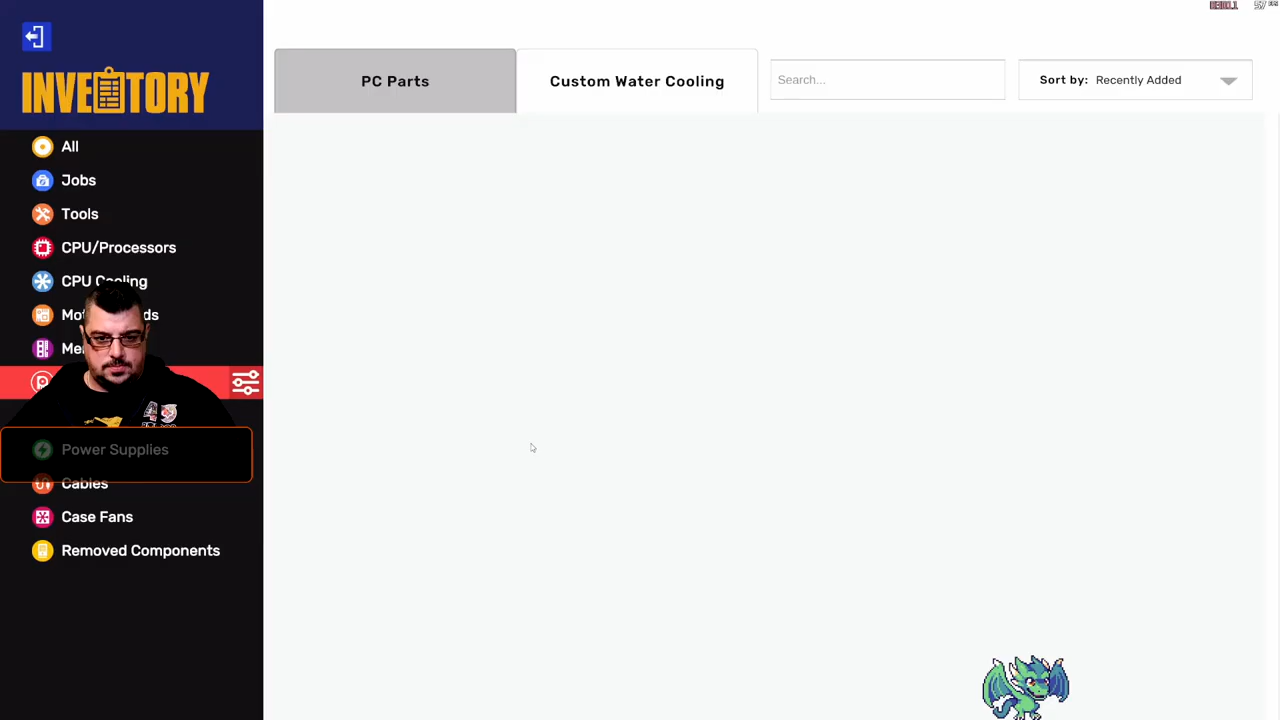 INVENTORY
PC Parts
Custom Water Cooling
Search...
Sort by: Recently Added
All
Jobs
Tools
CPU/Processors
CPU Cooling
Power Supplies
Cables
Case Fans
Removed Components